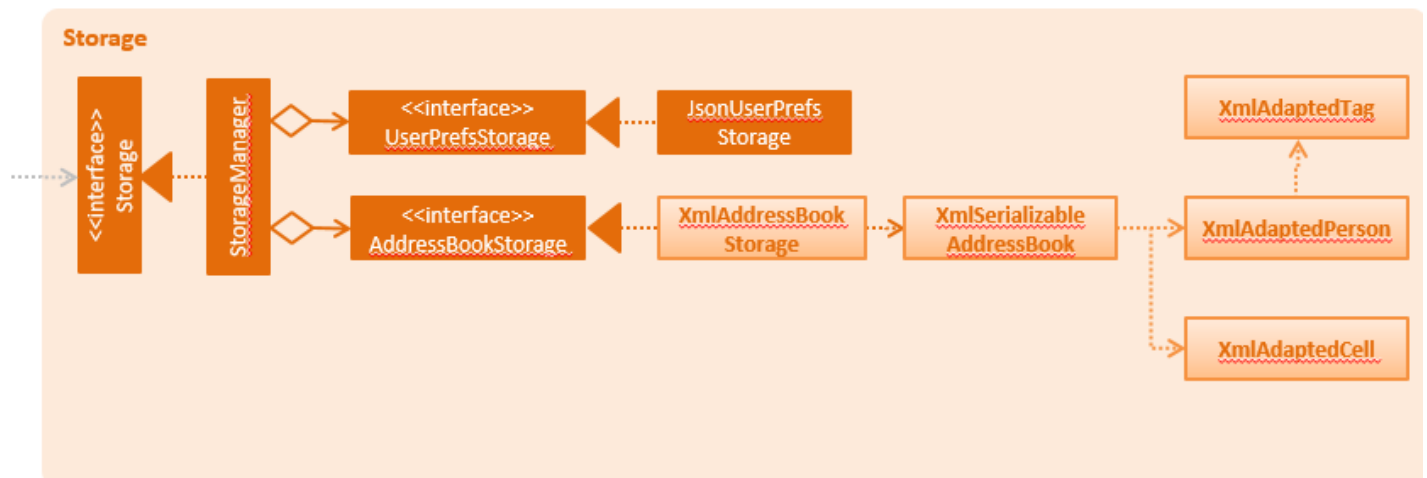 Storage
<<interface>>
Storage
StorageManager
<<interface>>
UserPrefsStorage
JsonUserPrefs
Storage
XmlAdaptedTag
<<interface>>
AddressBookStorage
XmlAddressBook
Storage
XmlSerializable
AddressBook
XmlAdaptedPerson
XmlAdaptedCell